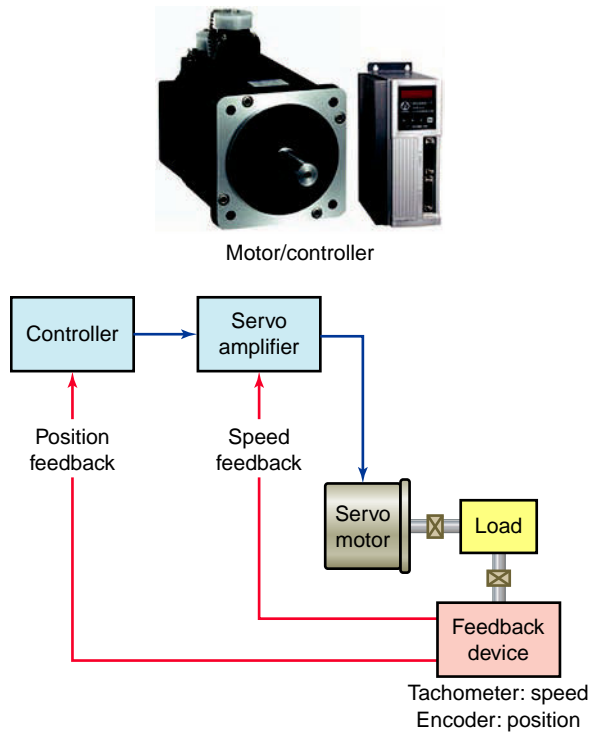 Motor/controller
Controller
Servo
amplifier
Position
feedback
Speed
feedback
Servo
motor
Load
Feedback
device
Tachometer: speed
Encoder: position